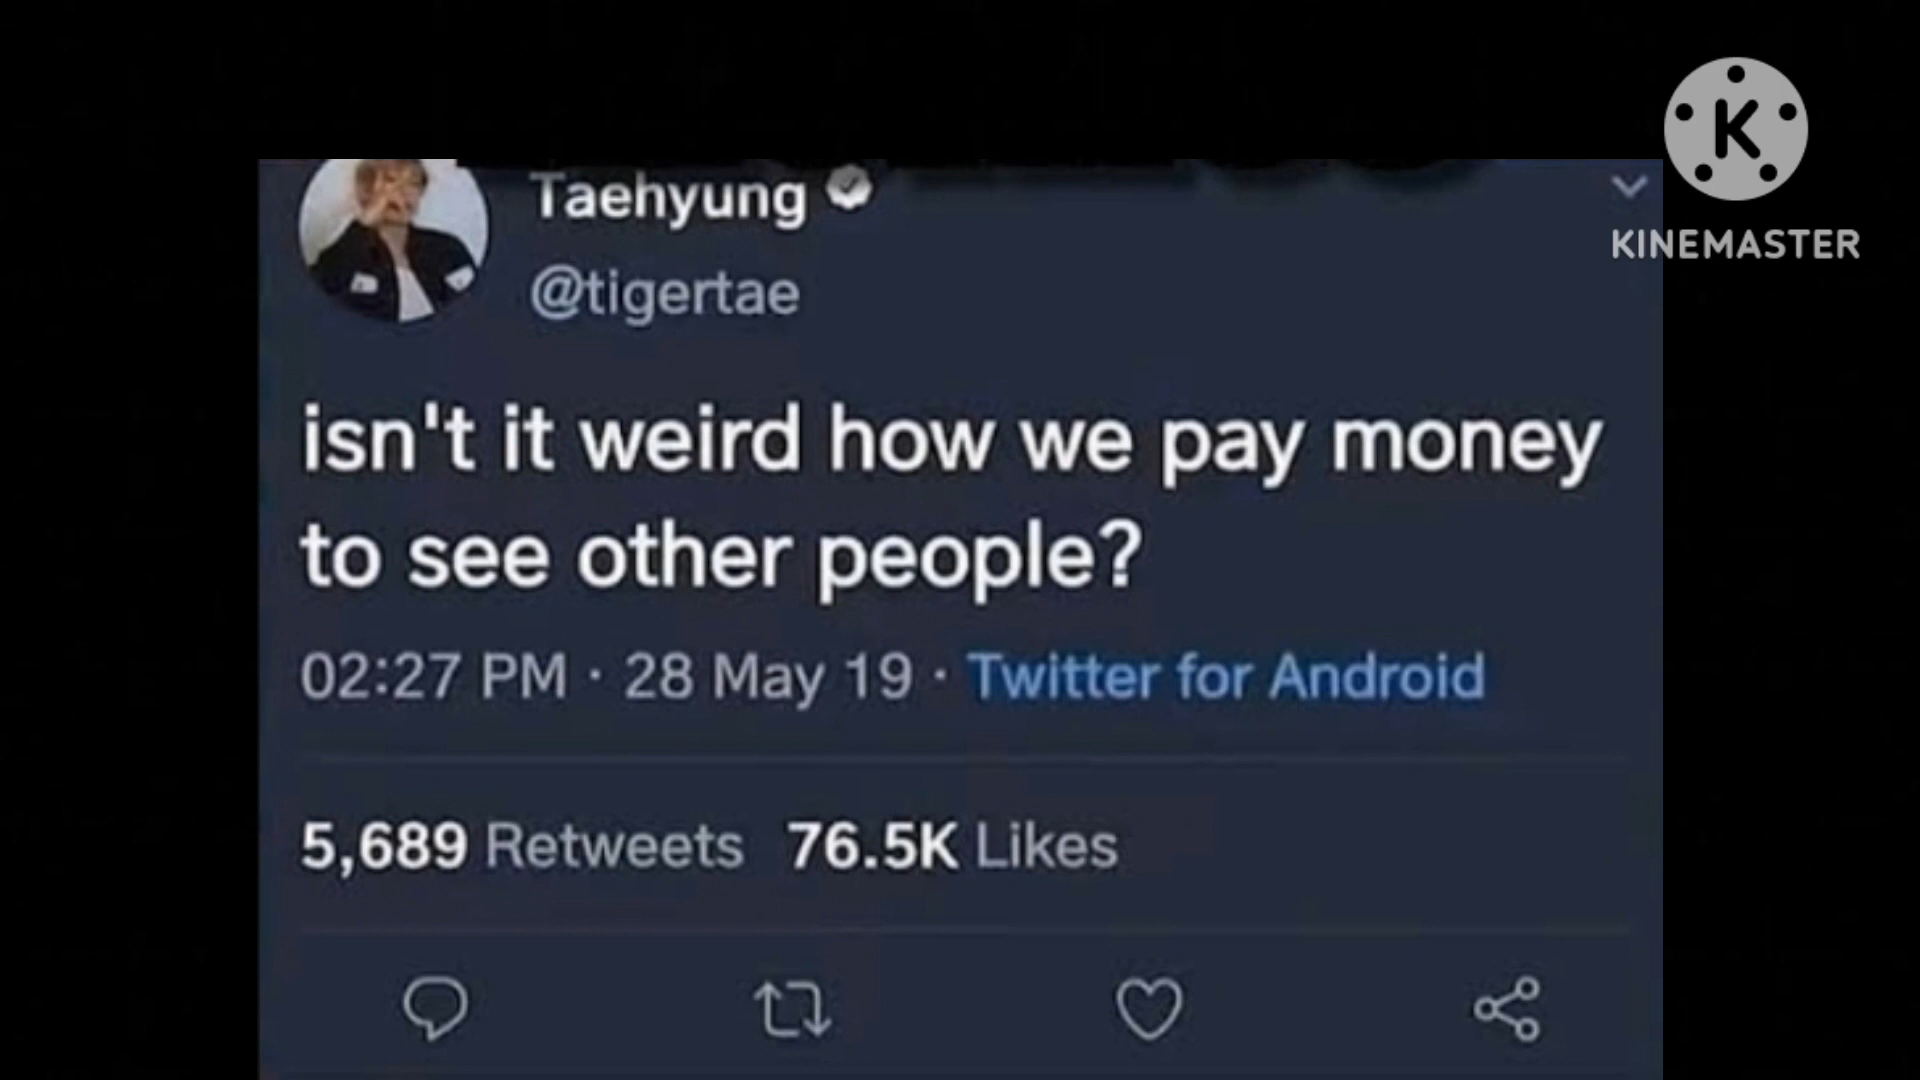 Taehyung
K
KINEMASTER
@tigertae
isn't it weird how we pay money
to see other people?
02:27 PM · 28 May 19 · Twitter for Android
5,689 Retweets 76.5K Likes